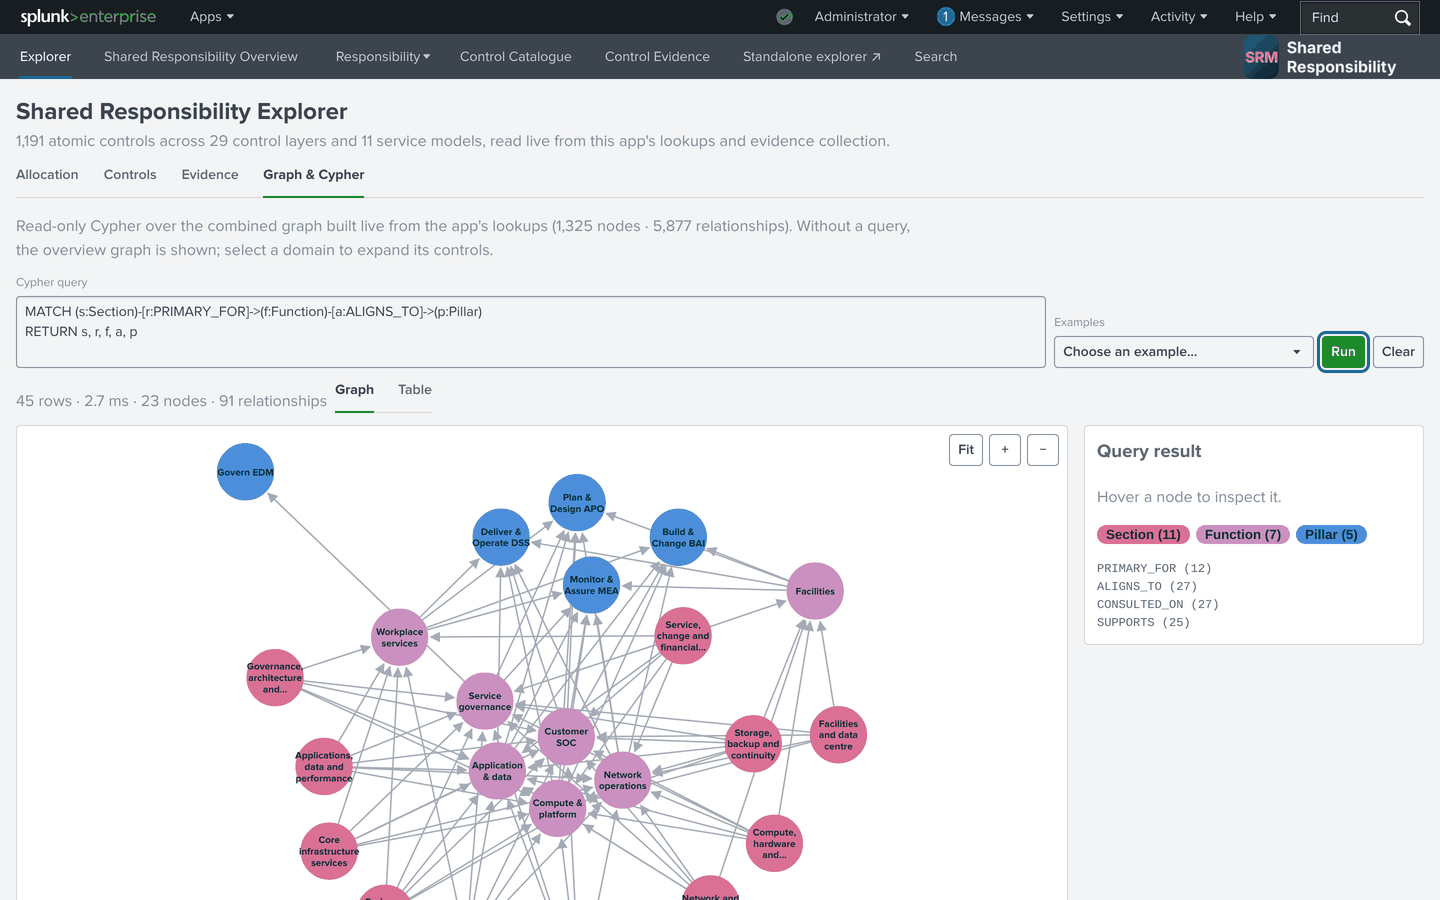 splunk>enterprise
Apps
Administrator
1 Messages
Settings
Activity
Help
Find
Explorer
Shared Responsibility Overview
Responsibility
Control Catalogue
Control Evidence
Standalone explorer
Search
SRM
Shared
Responsibility
Shared Responsibility Explorer
1,191 atomic controls across 29 control layers and 11 service models, read live from this app's lookups and evidence collection.
Allocation
Controls
Evidence
Graph & Cypher
Read-only Cypher over the combined graph built live from the app's lookups (1,325 nodes · 5,877 relationships). Without a query,
the overview graph is shown; select a domain to expand its controls.
Cypher query
MATCH (s:Section)-[r:PRIMARY_FOR]->(f:Function)-[a:ALIGNS_TO]->(p:Pillar)
RETURN s, r, f, a, p
Examples
Choose an example...
Run
Clear
45 rows · 2.7 ms · 23 nodes · 91 relationships
Graph
Table
Fit
+
−
Govern EDM
Plan &
Design APO
Deliver &
Operate DSS
Build &
Change BAI
Monitor &
Assure MEA
Facilities
Workplace
services
Service,
change and
financial...
Governance,
architecture
and...
Service
governance
Customer
SOC
Storage,
backup and
continuity
Facilities
and data
centre
Applications,
data and
performance
Application
& data
Network
operations
Compute &
platform
Core
infrastructure
services
Compute,
hardware
and...
Network and
Query result
Hover a node to inspect it.
Section (11)
Function (7)
Pillar (5)
PRIMARY_FOR (12)
ALIGNS_TO (27)
CONSULTED_ON (27)
SUPPORTS (25)